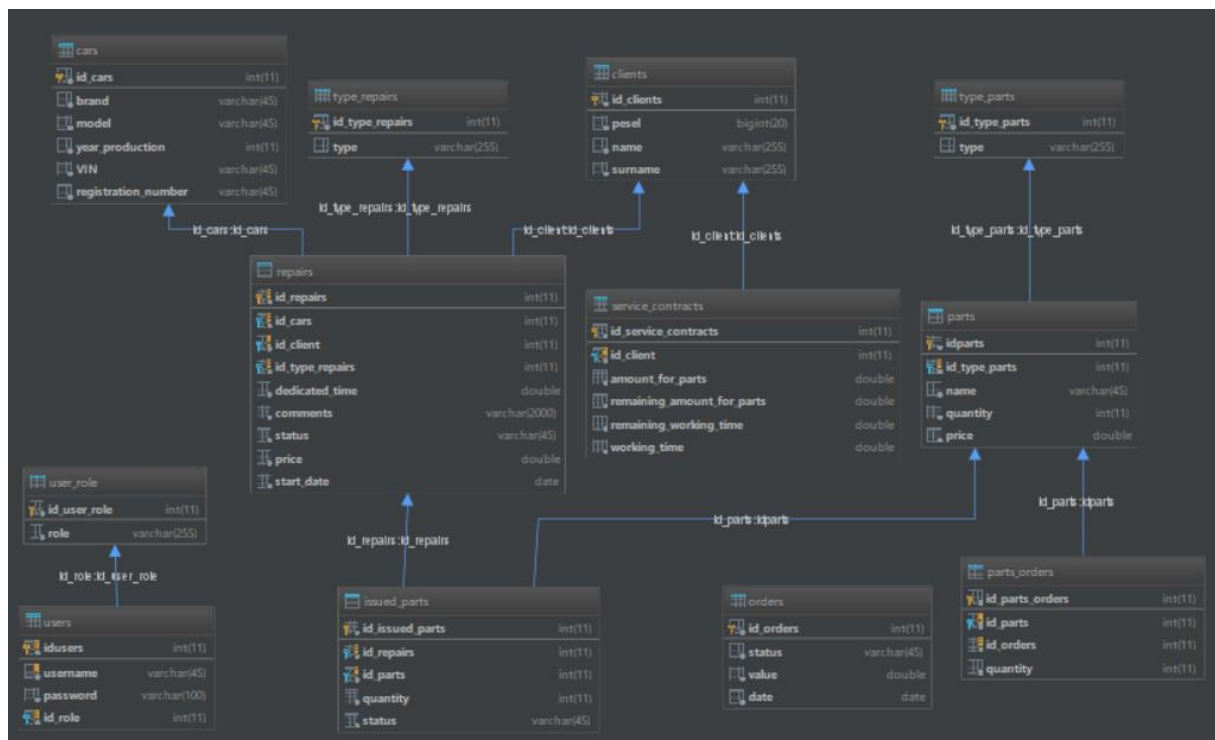 cars
id_cars int(11)
brand varchar(45)
model varchar(45)
year_production int(11)
VIN varchar(45)
registration_number varchar(45)
type_repairs
id_type_repairs int(11)
type varchar(255)
clients
id_clients int(11)
pesel bigint(20)
name varchar(255)
surname varchar(255)
type_parts
id_type_parts int(11)
type varchar(255)
id_cars:id_cars
id_type_repairs:id_type_repairs
id_client:id_clients
id_client:id_clients
id_type_parts:id_type_parts
repairs
id_repairs int(11)
id_cars int(11)
id_client int(11)
id_type_repairs int(11)
dedicated_time double
comments varchar(2000)
status varchar(45)
price double
start_date date
service_contracts
id_service_contracts int(11)
id_client int(11)
amount_for_parts double
remaining_amount_for_parts double
remaining_working_time double
working_time double
parts
idparts int(11)
id_type_parts int(11)
name varchar(45)
quantity int(11)
price double
user_role
id_user_role int(11)
role varchar(255)
id_role:id_user_role
id_repairs:id_repairs
id_parts:idparts
id_parts:idparts
users
idusers int(11)
username varchar(45)
password varchar(100)
id_role int(11)
issued_parts
id_issued_parts int(11)
id_repairs int(11)
id_parts int(11)
quantity int(11)
status varchar(45)
orders
id_orders int(11)
status varchar(45)
value double
date date
parts_orders
id_parts_orders int(11)
id_parts int(11)
id_orders int(11)
quantity int(11)